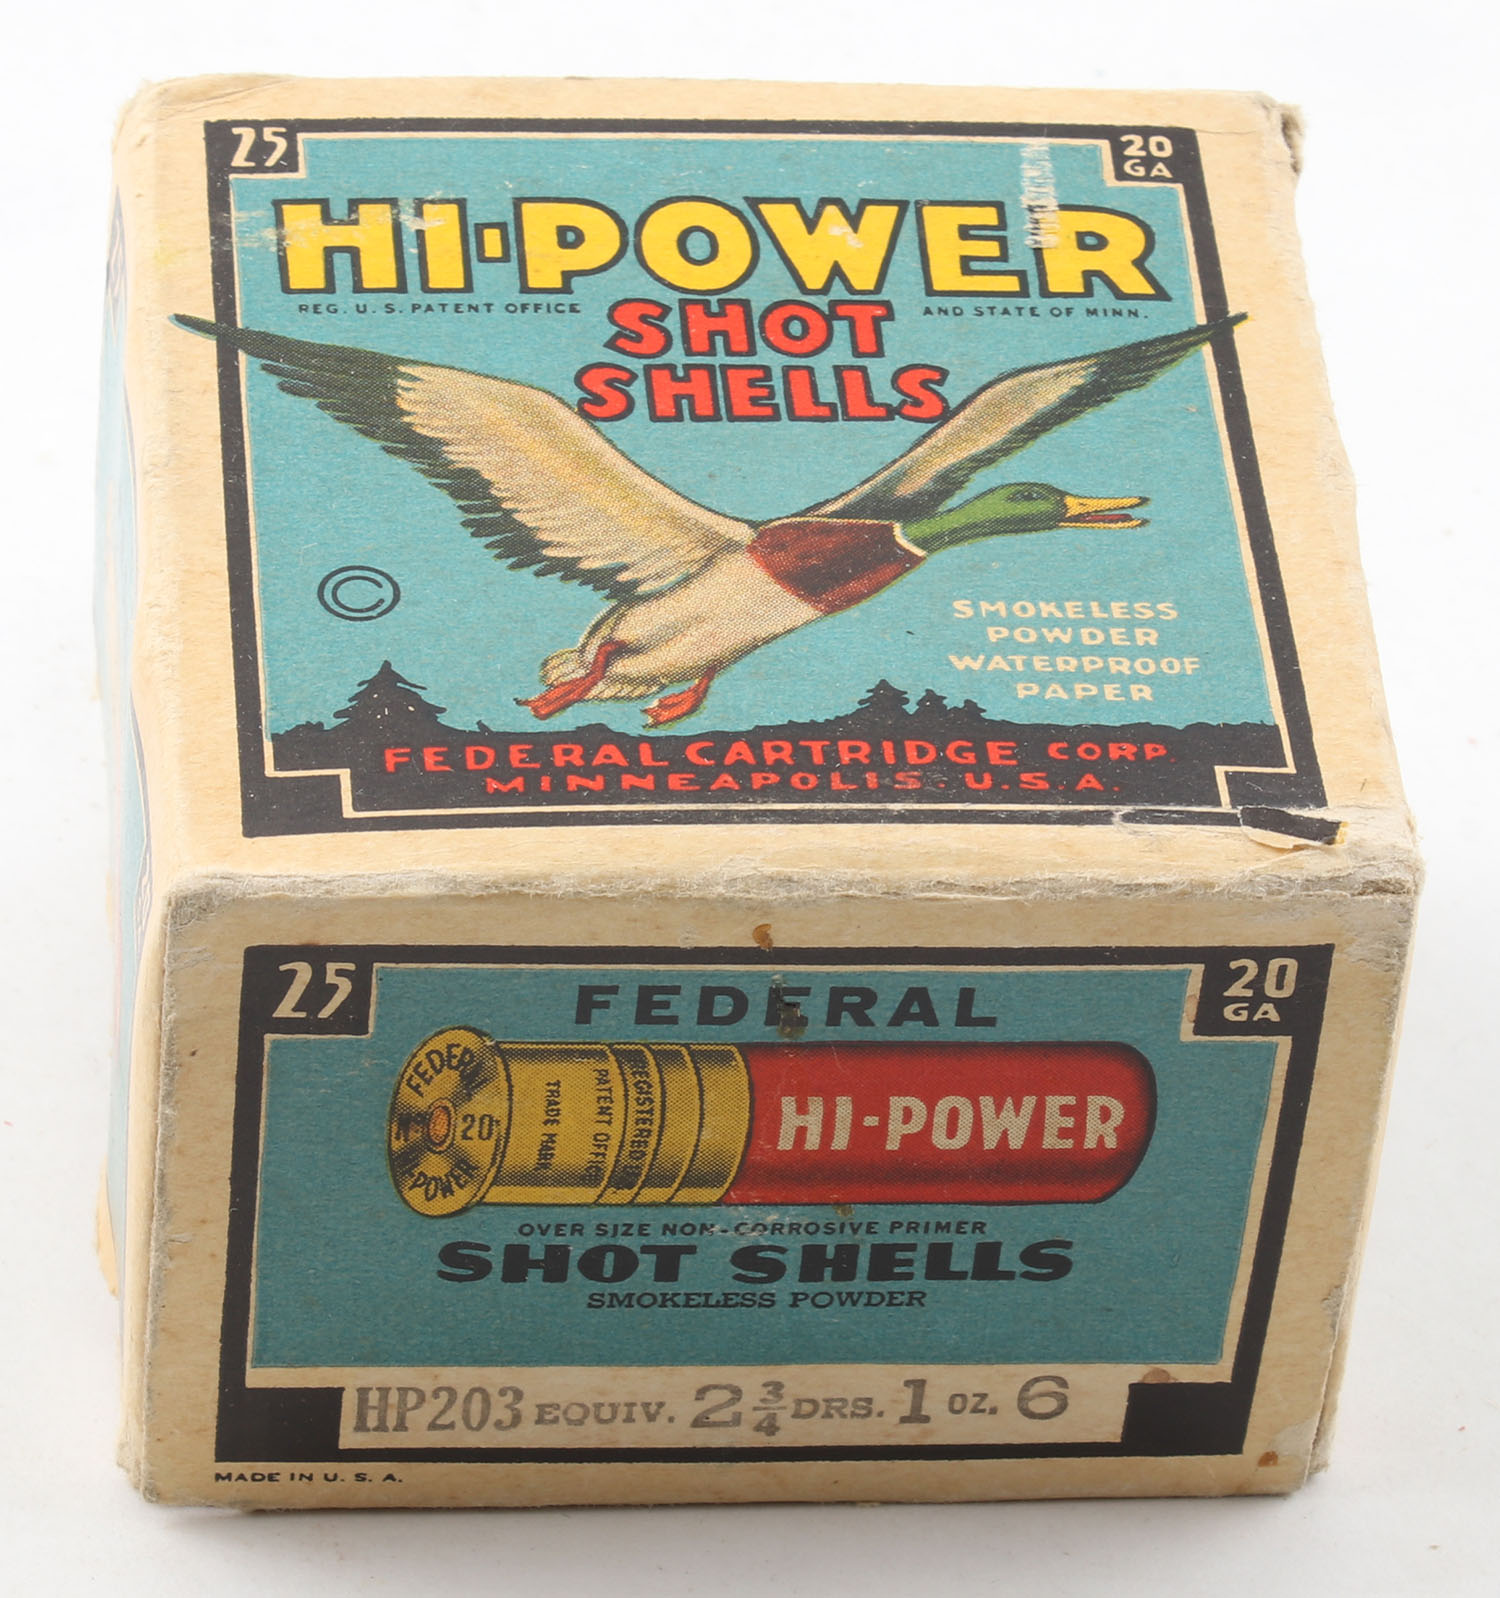 25
20
GA
HI-POWER
REG. U.S. PATENT OFFICE
SHOT
AND STATE OF MINN.
SHELLS
©
SMOKELESS
POWDER
WATERPROOF
PAPER
FEDERAL CARTRIDGE CORP.
MINNEAPOLIS. U.S.A.
25
FEDERAL
20
GA
FEDERAL
No 20
HI-POWER
TRADE MARK
PATENT OFFICE
REGISTERED U.S.
HI-POWER
OVER SIZE NON-CORROSIVE PRIMER
SHOT SHELLS
SMOKELESS POWDER
HP203 EQUIV. 2 3/4 DRS. 1 OZ. 6
MADE IN U. S. A.